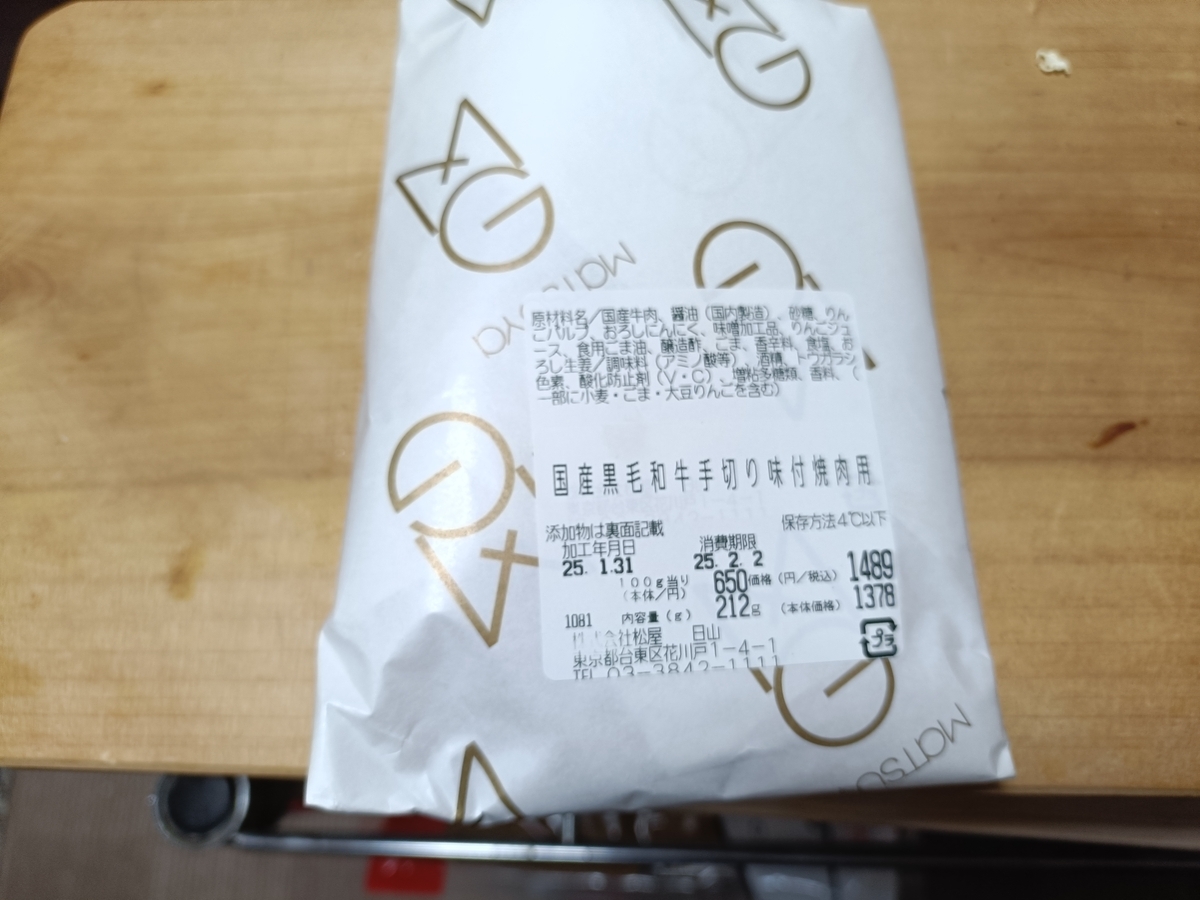 MATSUYA
原材料名／国産牛肉、醤油（国内製造）、砂糖、りん
ごパルプ、おろしにんにく、味噌加工品、りんごジュ
ース、食用ごま油、醸造酢、ごま、香辛料、食塩、お
ろし生姜／調味料（アミノ酸等）、酒精、トウガラシ
色素、酸化防止剤（V・C）、増粘多糖類、香料、（
一部に小麦・ごま・大豆りんごを含む）
国産黒毛和牛手切り味付焼肉用
添加物は裏面記載 保存方法4℃以下
加工年月日 消費期限
25. 1.31 25. 2. 2
100g当り（本体／円） 650 価格（円／税込） 1489
1081 内容量（g） 212g （本体価格） 1378
株式会社松屋 日山
プラ
東京都台東区花川戸1-4-1
TEL 03-3842-1111
MATSU